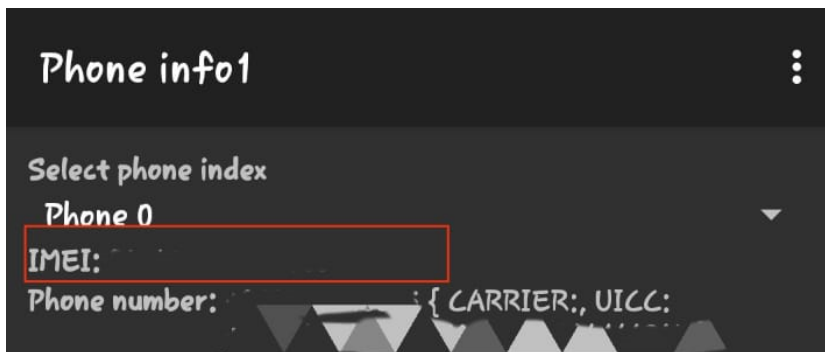 Phone info1
Select phone index
Phone 0
IMEI:
Phone number: : { CARRIER:, UICC: